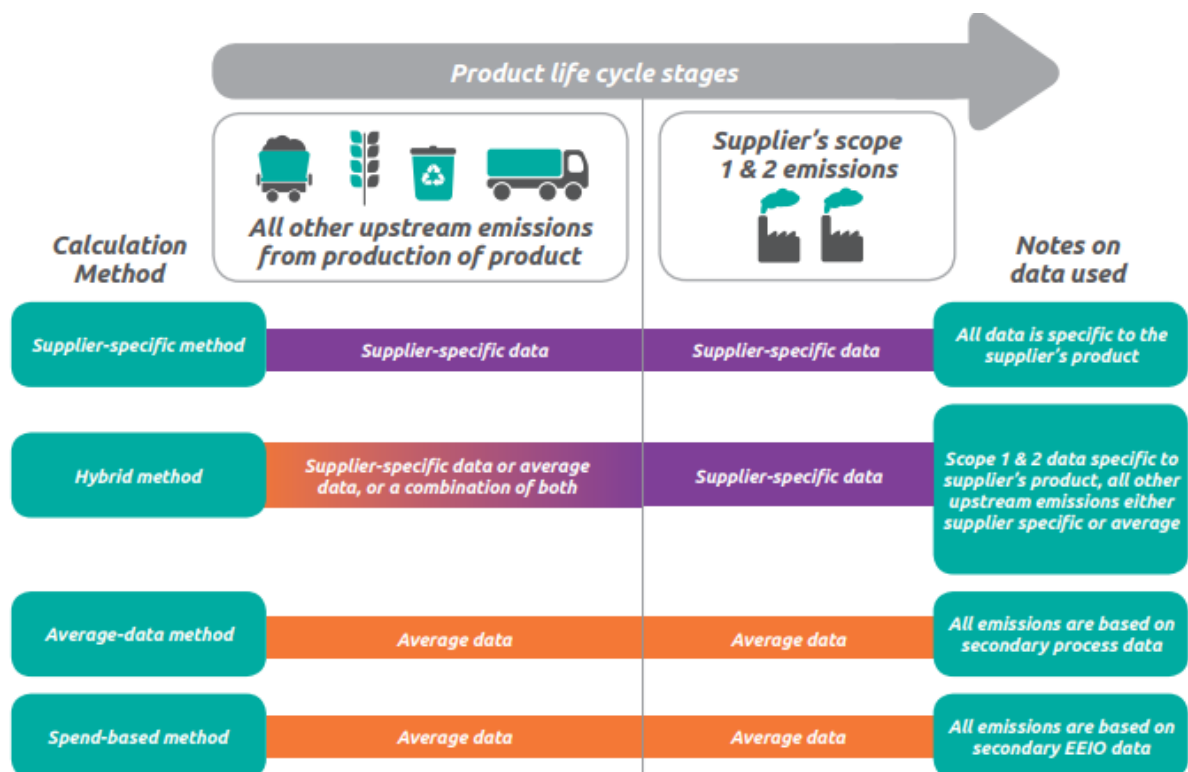 Product life cycle stages
All other upstream emissions
from production of product
Supplier's scope
1 & 2 emissions
Calculation
Method
Notes on
data used
Supplier-specific method
Supplier-specific data
Supplier-specific data
All data is specific to the
supplier's product
Hybrid method
Supplier-specific data or average
data, or a combination of both
Supplier-specific data
Scope 1 & 2 data specific to
supplier's product, all other
upstream emissions either
supplier specific or average
Average-data method
Average data
Average data
All emissions are based on
secondary process data
Spend-based method
Average data
Average data
All emissions are based on
secondary EEIO data